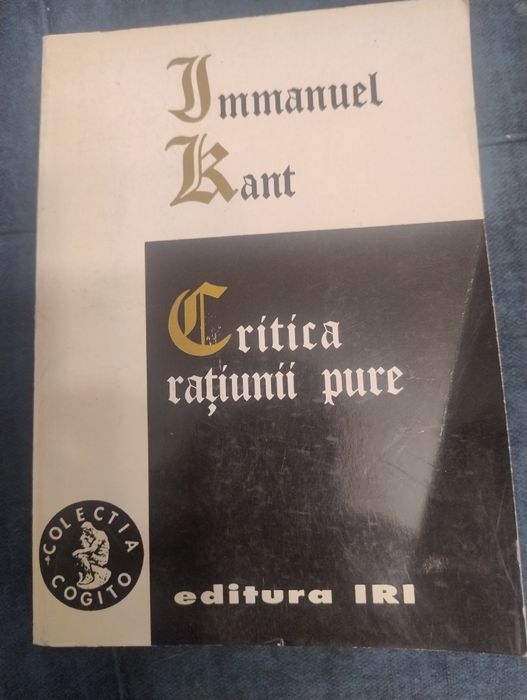 Immanuel
Kant
Critica
rațiunii pure
COLECTIA
COGITO
editura IRI